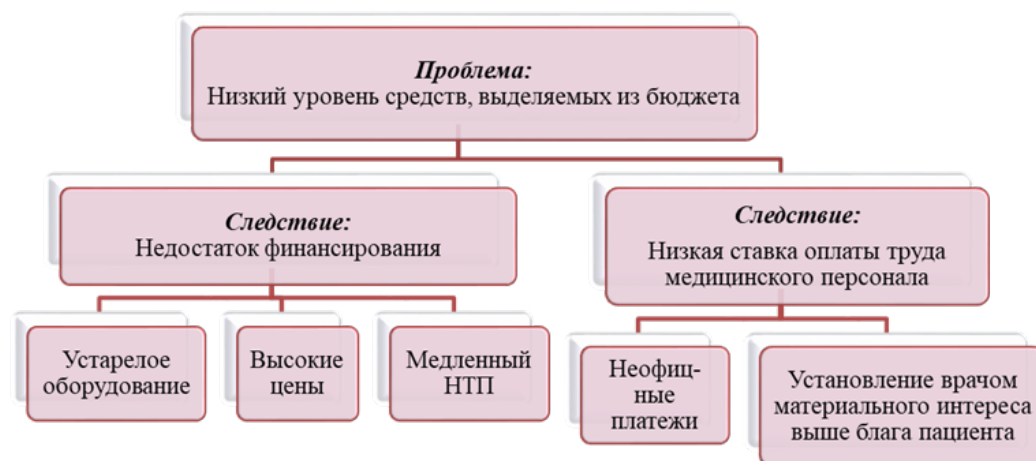 Проблема:
Низкий уровень средств, выделяемых из бюджета
Следствие:
Недостаток финансирования
Следствие:
Низкая ставка оплаты труда
медицинского персонала
Устарелое
оборудование
Высокие
цены
Медленный
НТП
Неофиц-
ные
платежи
Установление врачом
материального интереса
выше блага пациента